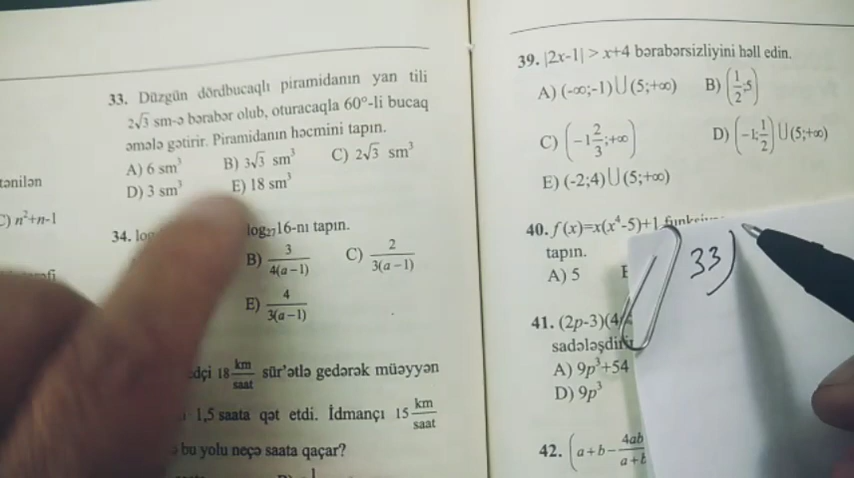 tənilən
C) n²+n-1
33. Düzgün dördbucaqlı piramidanın yan tili
2√3 sm-ə bərabər olub, oturacaqla 60°-li bucaq
əmələ gətirir. Piramidanın həcmini tapın.
A) 6 sm³ B) 3√3 sm³ C) 2√3 sm³
D) 3 sm³ E) 18 sm³
34. log₂₇16-nı tapın.
B) 3/4(a−1) C) 2/3(a−1)
E) 4/3(a−1)
18 km/saat sür'ətlə gedərək müəyyən
1,5 saata qət etdi. İdmançı 15 km/saat
bu yolu neçə saata qaçar?
39. |2x-1| > x+4 bərabərsizliyini həll edin.
A) (-∞;-1)⋃(5;+∞) B) (1/2;5)
C) (−1 2/3;+∞) D) (−1;1/2)⋃(5;+∞)
E) (-2;4)⋃(5;+∞)
40. f(x)=x(x⁴-5)+1
tapın.
A) 5
41. (2p-3)(4
A) 9p³+54
D) 9p³
42. (a+b−4ab/a+b
33)